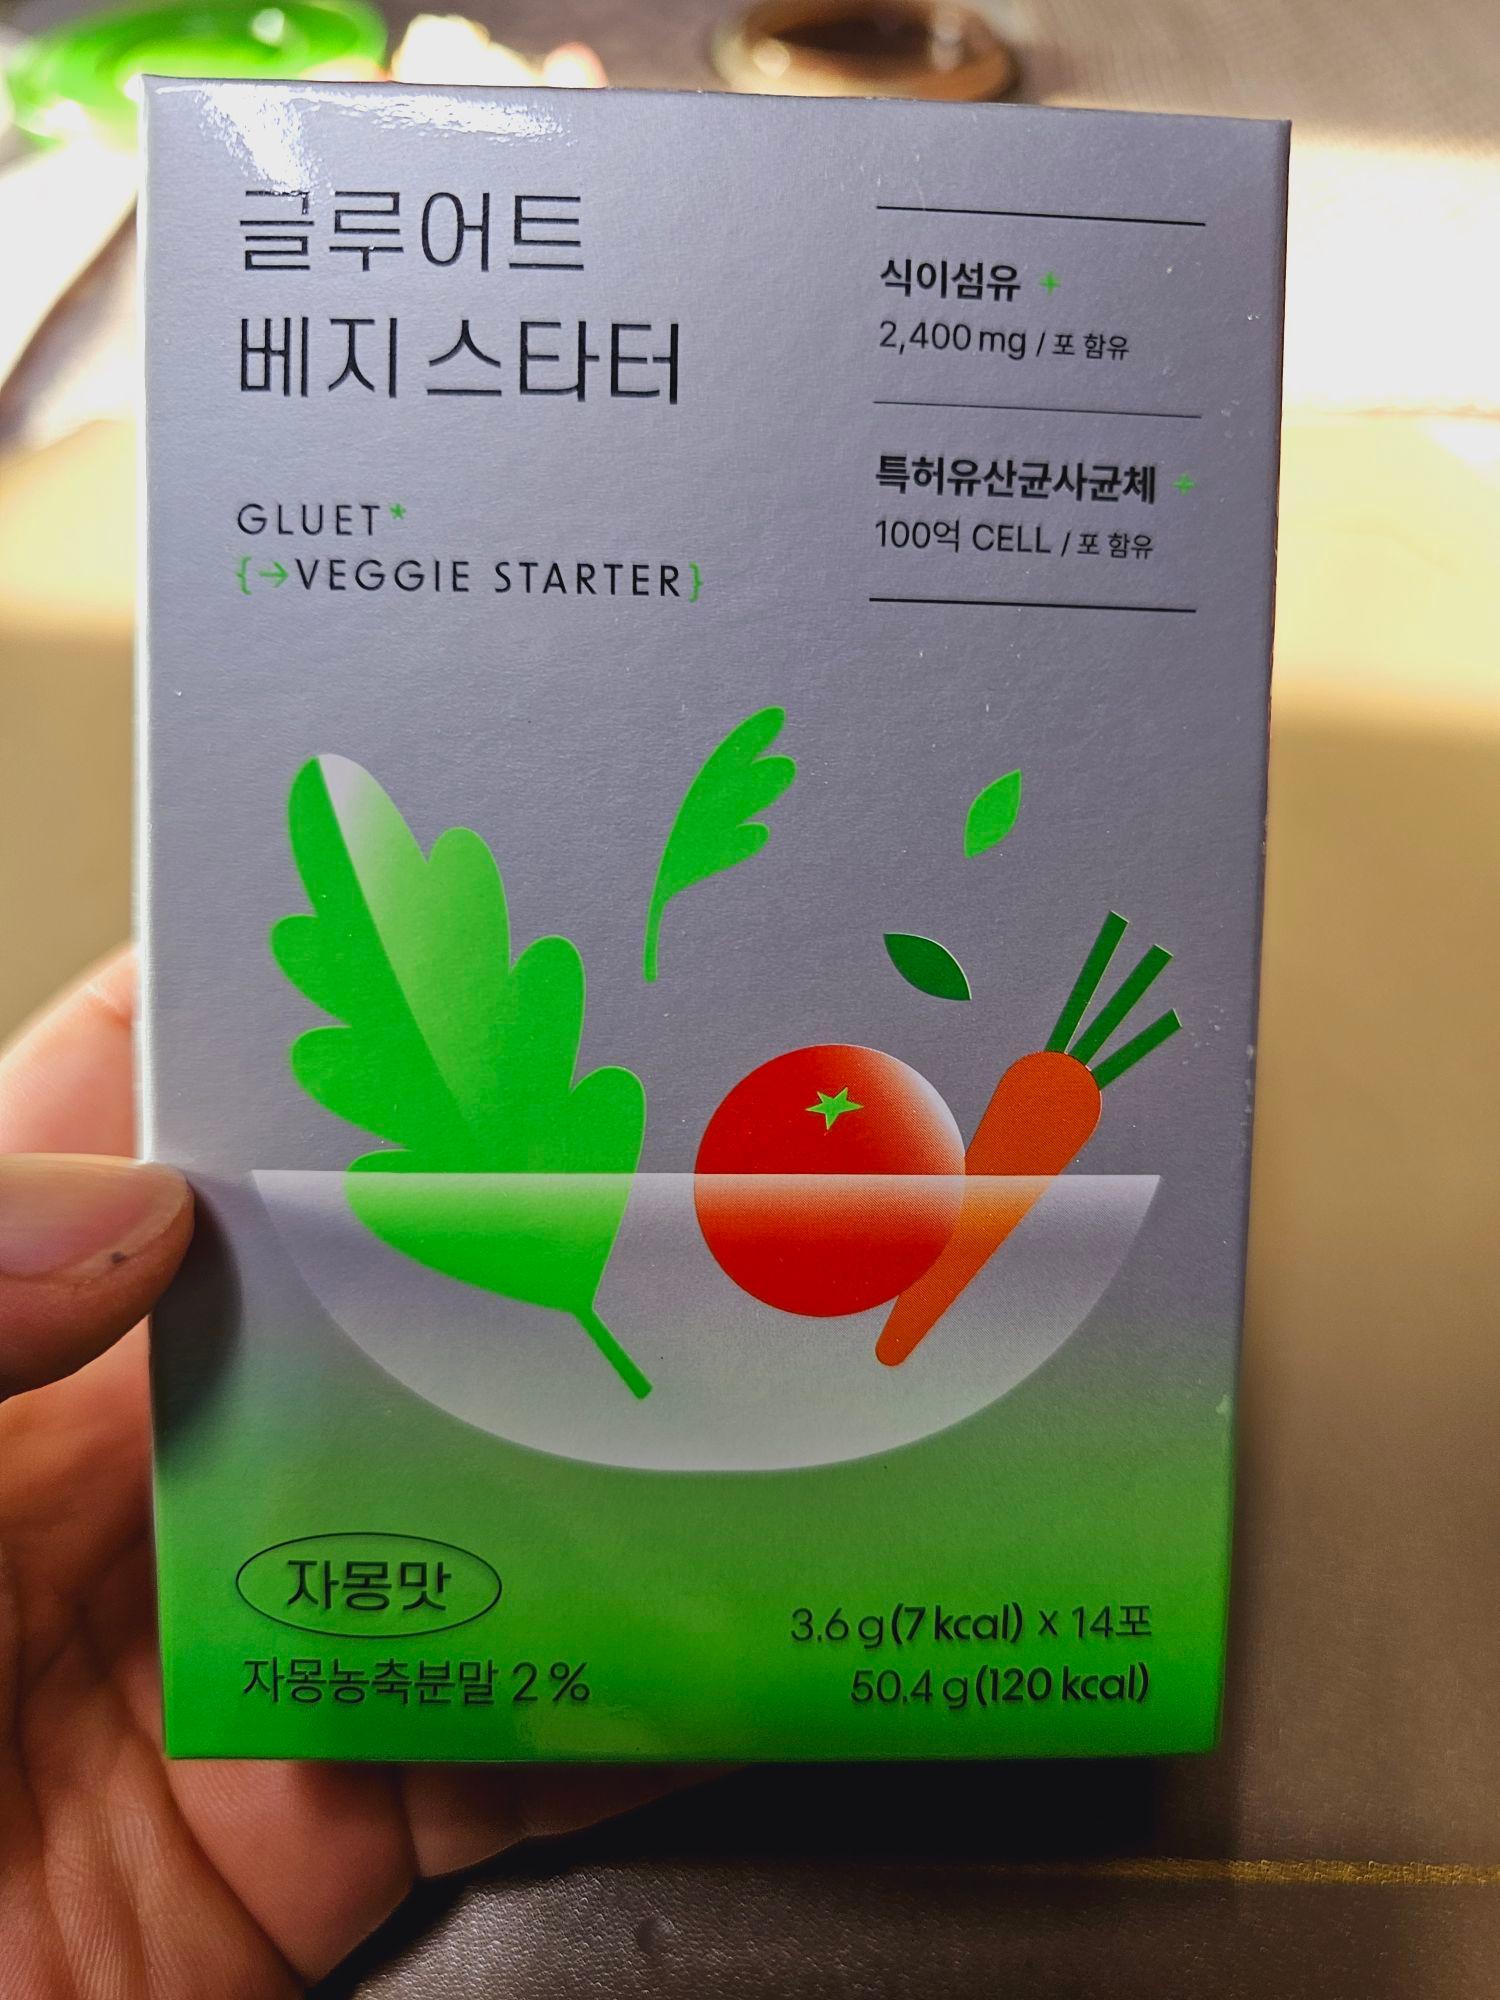 글루어트
베지 스타터
GLUET*
{→VEGGIE STARTER}
식이섬유 +
2,400 mg / 포 함유
특허유산균사균체 +
100억 CELL / 포 함유
자몽맛
자몽농축분말 2%
3.6 g(7 kcal) x 14포
50.4 g(120 kcal)